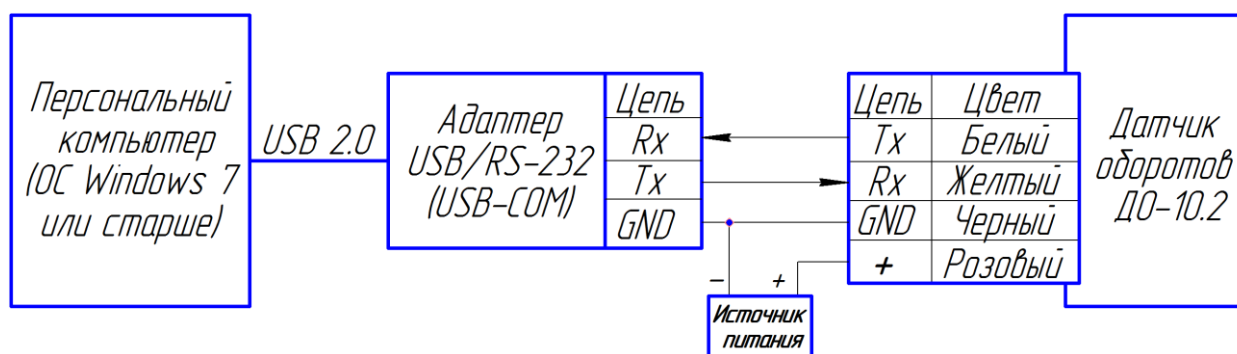 Персональный
компьютер
(ОС Windows 7
или старше)
USB 2.0
Адаптер
USB/RS-232
(USB-COM)
Цепь
Rx
Tx
GND
Цепь Цвет
Tx Белый
Rx Желтый
GND Черный
+ Розовый
Датчик
оборотов
ДО-10.2
- +
Источник
питания